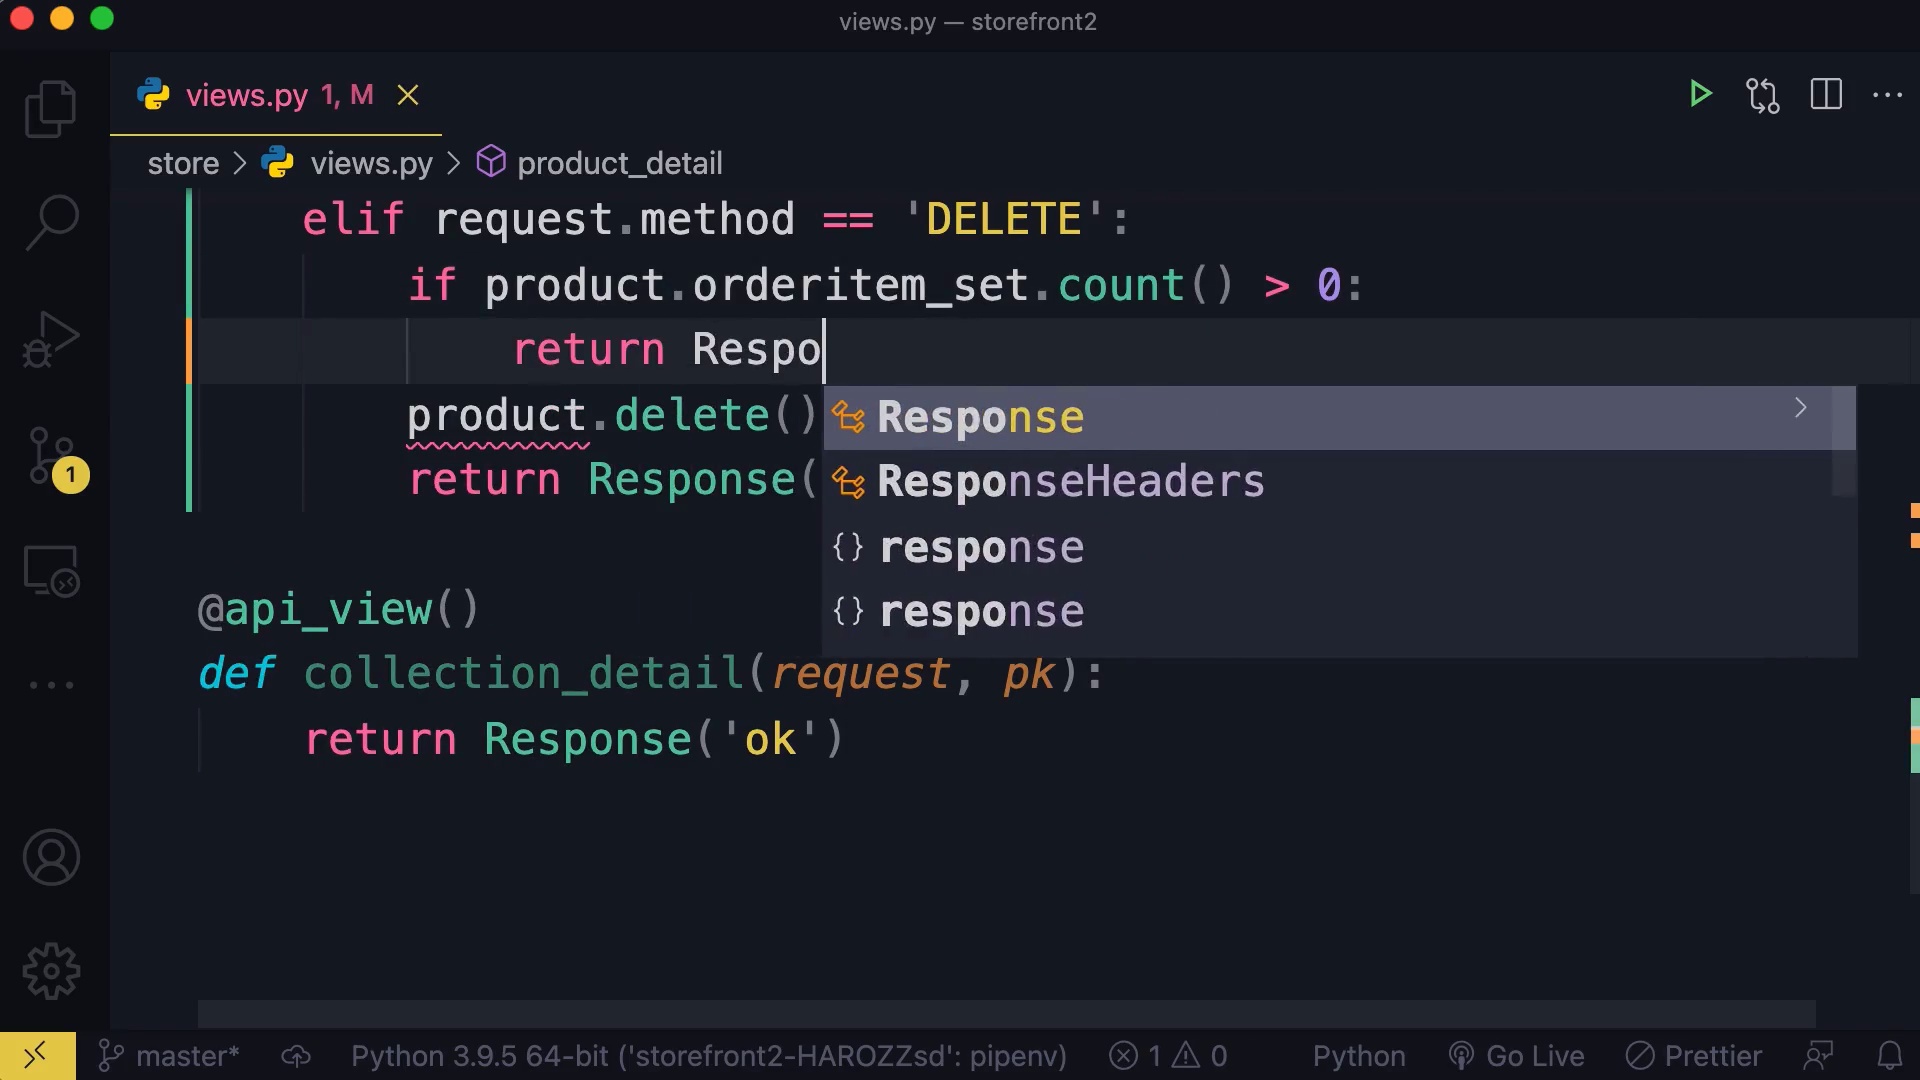 views.py — storefront2
views.py 1, M
store > views.py > product_detail
elif request.method == 'DELETE':
if product.orderitem_set.count() > 0:
return Respo
product.delete()
Response
return Response(
ResponseHeaders
response
response
@api_view()
def collection_detail(request, pk):
return Response('ok')
1
master* Python 3.9.5 64-bit ('storefront2-HAROZZsd': pipenv) 1 0 Python Go Live Prettier